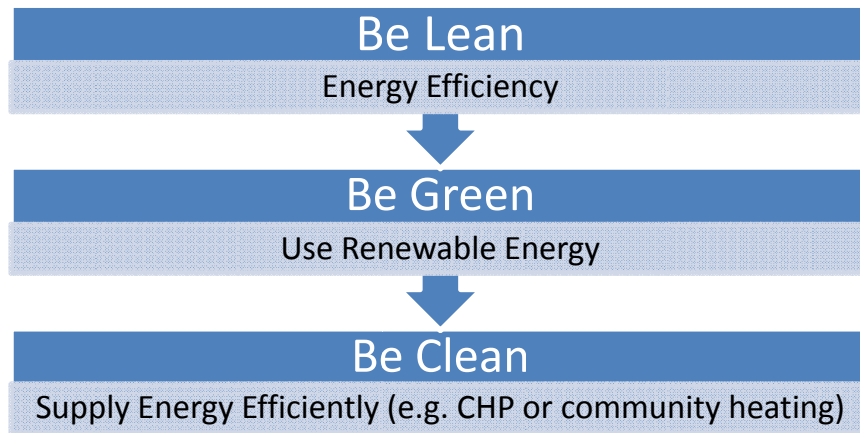 Be Lean
Energy Efficiency
Be Green
Use Renewable Energy
Be Clean
Supply Energy Efficiently (e.g. CHP or community heating)